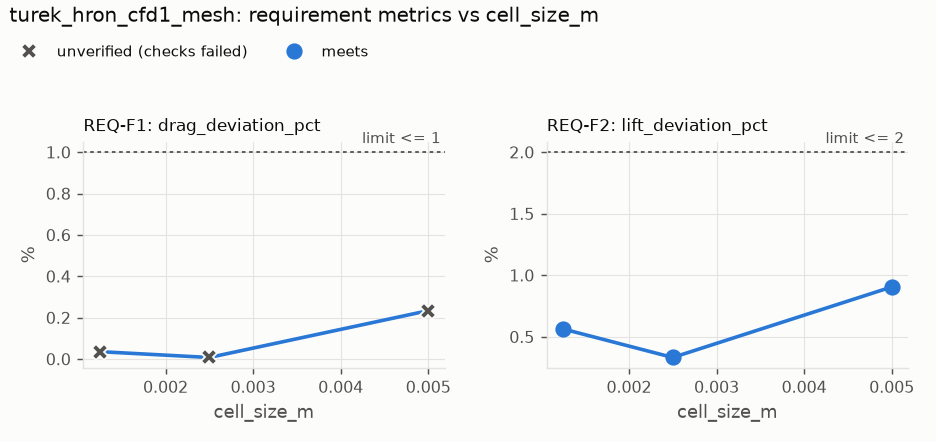 turek_hron_cfd1_mesh: requirement metrics vs cell_size_m
unverified (checks failed)
meets
REQ-F1: drag_deviation_pct
limit <= 1
1.0
0.8
0.6
0.4
0.2
0.0
%
0.002
0.003
0.004
0.005
cell_size_m
REQ-F2: lift_deviation_pct
limit <= 2
2.0
1.5
1.0
0.5
%
0.002
0.003
0.004
0.005
cell_size_m